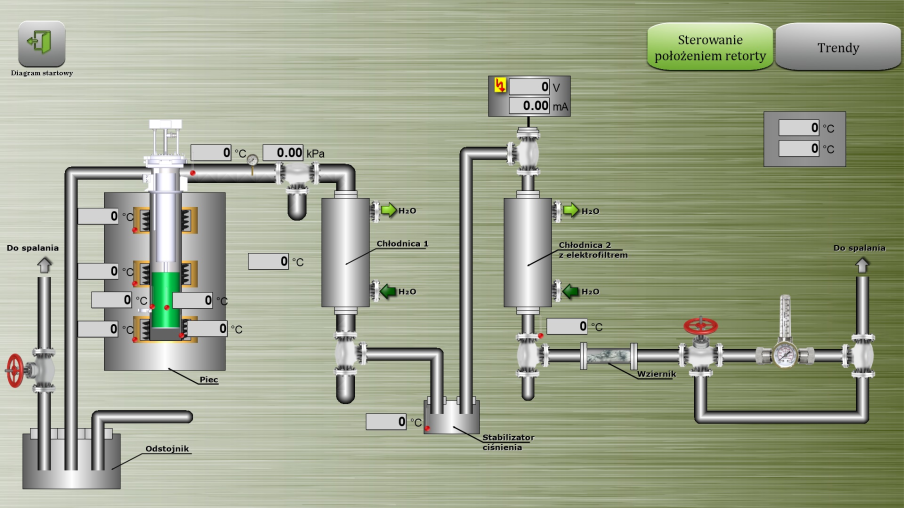 Diagram startowy
Sterowanie
położeniem retorty
Trendy
0 V
0.00 mA
0 °C
0 °C
0 °C
0.00 kPa
0 °C
H₂O
H₂O
Chłodnica 1
Chłodnica 2
z elektrofiltrem
Do spalania
Do spalania
0 °C
0 °C
0 °C
0 °C
H₂O
H₂O
0 °C
0 °C
0 °C
Wziernik
Piec
0 °C
Stabilizator
ciśnienia
Odstojnik